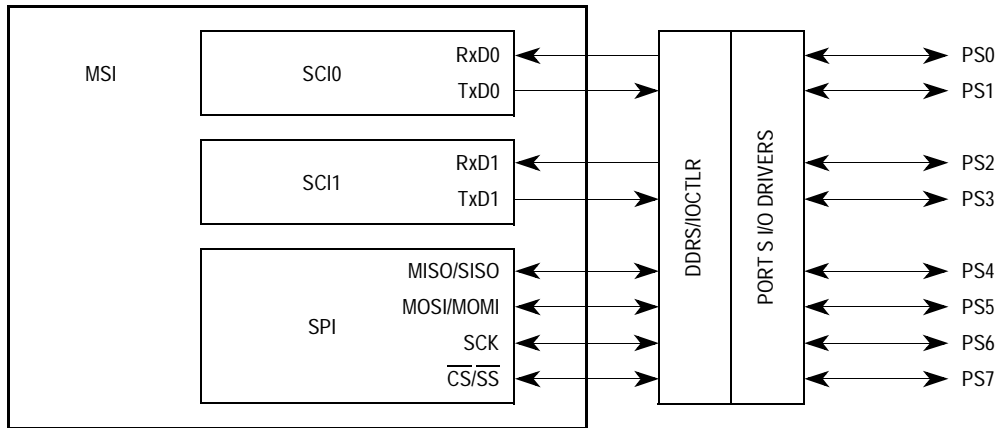 MSI
SCI0
RxD0
TxD0
SCI1
RxD1
TxD1
SPI
MISO/SISO
MOSI/MOMI
SCK
CS/SS
DDRS/IOCTLR
PORT S I/O DRIVERS
PS0
PS1
PS2
PS3
PS4
PS5
PS6
PS7